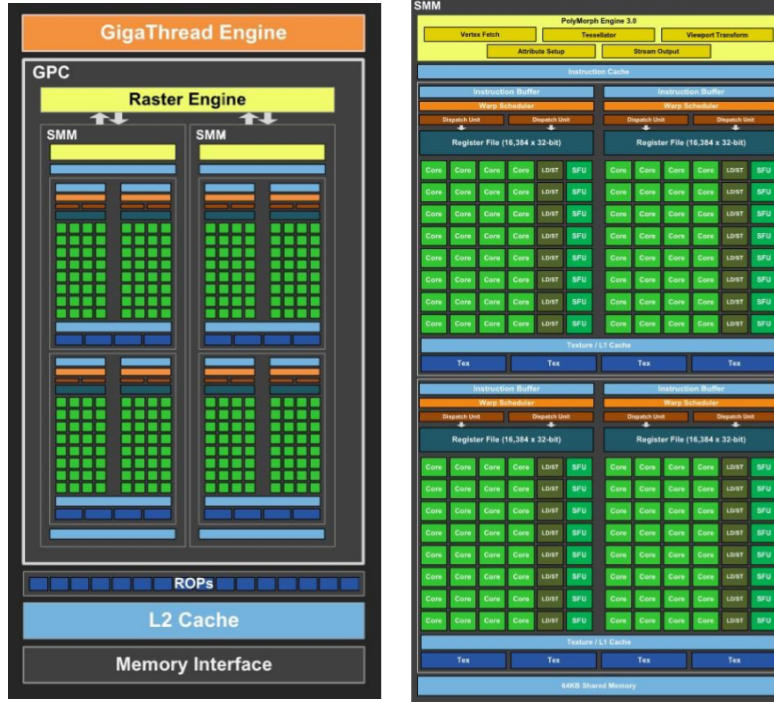 GigaThread Engine
GPC
Raster Engine
SMM SMM
ROPs
L2 Cache
Memory Interface
SMM
PolyMorph Engine 3.0
Vertex Fetch Tessellator Viewport Transform
Attribute Setup Stream Output
Instruction Cache
Instruction Buffer Instruction Buffer
Warp Scheduler Warp Scheduler
Dispatch Unit Dispatch Unit Dispatch Unit Dispatch Unit
Register File (16,384 x 32-bit) Register File (16,384 x 32-bit)
Core Core Core Core LD/ST SFU Core Core Core Core LD/ST SFU
Core Core Core Core LD/ST SFU Core Core Core Core LD/ST SFU
Core Core Core Core LD/ST SFU Core Core Core Core LD/ST SFU
Core Core Core Core LD/ST SFU Core Core Core Core LD/ST SFU
Core Core Core Core LD/ST SFU Core Core Core Core LD/ST SFU
Core Core Core Core LD/ST SFU Core Core Core Core LD/ST SFU
Core Core Core Core LD/ST SFU Core Core Core Core LD/ST SFU
Core Core Core Core LD/ST SFU Core Core Core Core LD/ST SFU
Texture / L1 Cache
Tex Tex Tex Tex
Instruction Buffer Instruction Buffer
Warp Scheduler Warp Scheduler
Dispatch Unit Dispatch Unit Dispatch Unit Dispatch Unit
Register File (16,384 x 32-bit) Register File (16,384 x 32-bit)
Core Core Core Core LD/ST SFU Core Core Core Core LD/ST SFU
Core Core Core Core LD/ST SFU Core Core Core Core LD/ST SFU
Core Core Core Core LD/ST SFU Core Core Core Core LD/ST SFU
Core Core Core Core LD/ST SFU Core Core Core Core LD/ST SFU
Core Core Core Core LD/ST SFU Core Core Core Core LD/ST SFU
Core Core Core Core LD/ST SFU Core Core Core Core LD/ST SFU
Core Core Core Core LD/ST SFU Core Core Core Core LD/ST SFU
Core Core Core Core LD/ST SFU Core Core Core Core LD/ST SFU
Texture / L1 Cache
Tex Tex Tex Tex
64KB Shared Memory